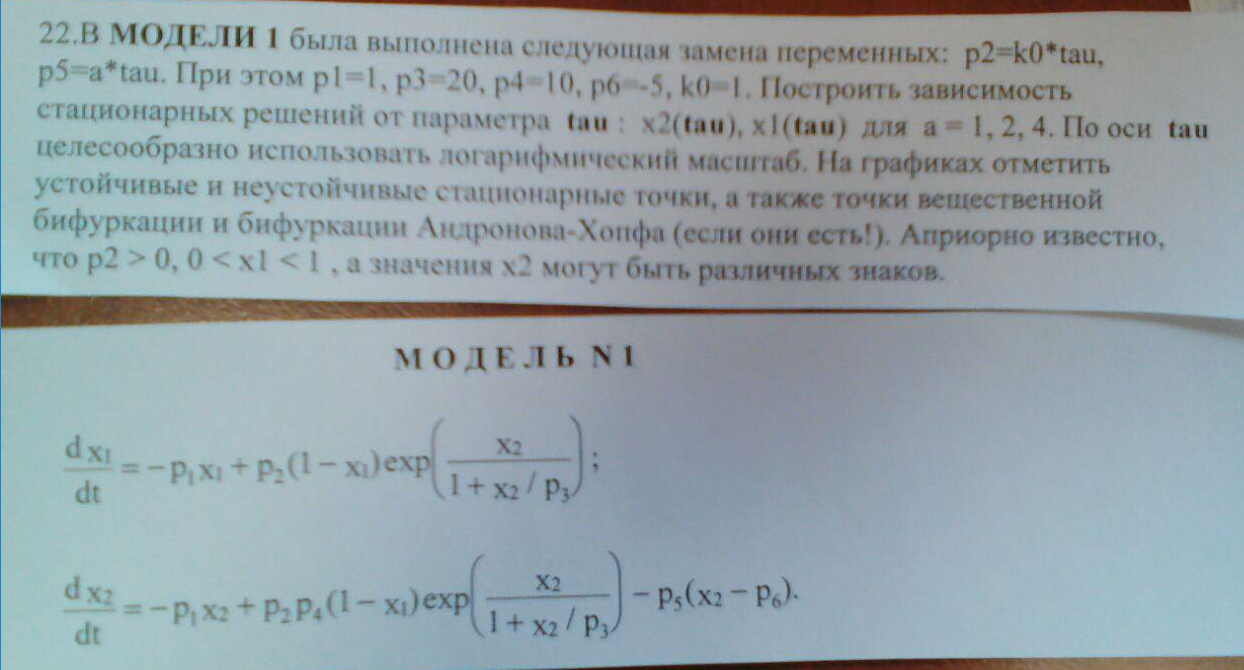 22.В МОДЕЛИ 1 была выполнена следующая замена переменных: p2=k0*tau,
p5=a*tau. При этом p1=1, p3=20, p4=10, p6=-5, k0=1. Построить зависимость
стационарных решений от параметра tau : x2(tau), x1(tau) для a = 1, 2, 4. По оси tau
целесообразно использовать логарифмический масштаб. На графиках отметить
устойчивые и неустойчивые стационарные точки, а также точки вещественной
бифуркации и бифуркации Андронова-Хопфа (если они есть!). Априорно известно,
что p2 > 0, 0 < x1 < 1 , а значения x2 могут быть различных знаков.
МОДЕЛЬ N1
dx₁/dt = −p₁x₁ + p₂(1 − x₁)exp(x₂/(1 + x₂ / p₃));
dx₂/dt = −p₁x₂ + p₂p₄(1 − x₁)exp(x₂/(1 + x₂ / p₃)) − p₅(x₂ − p₆).